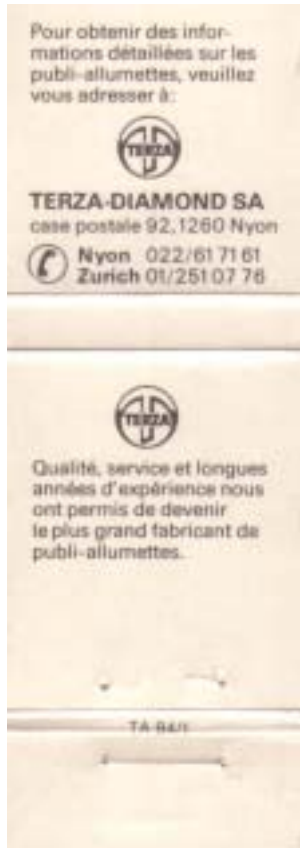 Pour obtenir des infor-
mations détaillées sur les
publi-allumettes, veuillez
vous adresser à:
TERZA
TERZA-DIAMOND SA
case postale 92, 1260 Nyon
Nyon 022/61 71 61
Zurich 01/251 07 76
TERZA
Qualité, service et longues
années d'expérience nous
ont permis de devenir
le plus grand fabricant de
publi-allumettes.
TA 84/1